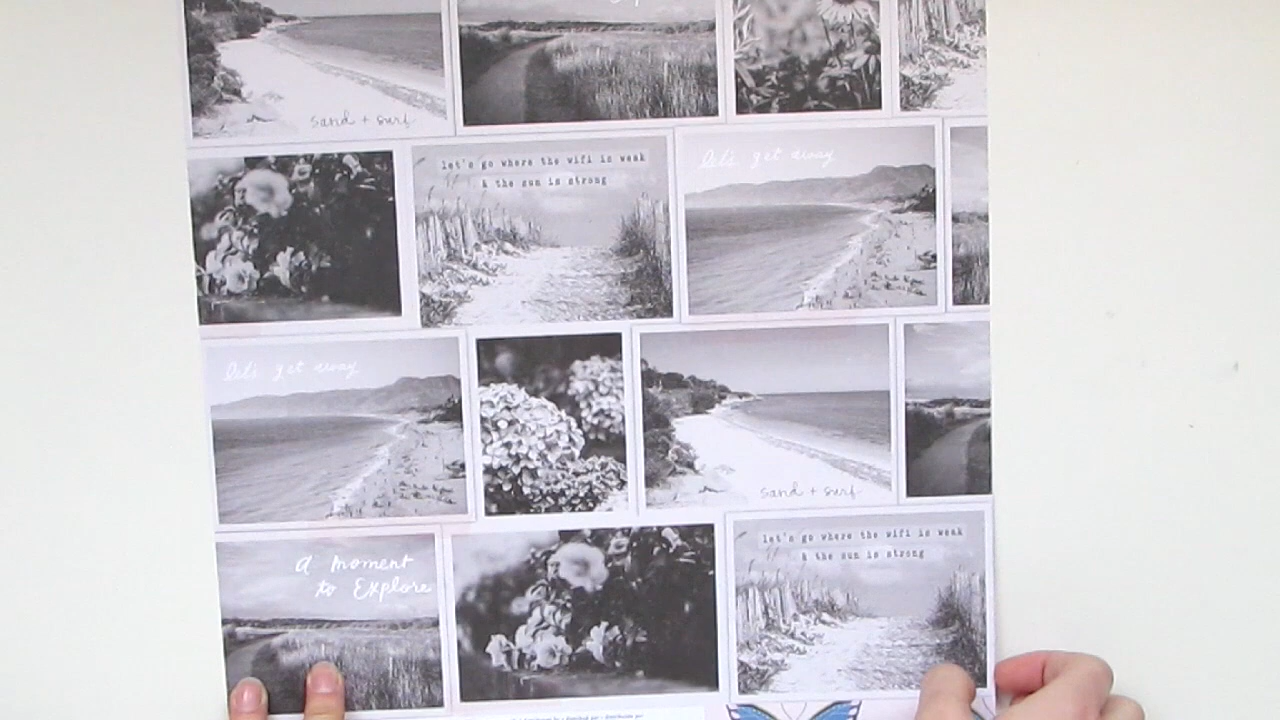 sand + surf
let's go where the wifi is weak
& the sun is strong
let's get away
let's get away
sand + surf
a moment
to Explore
let's go where the wifi is weak
& the sun is strong